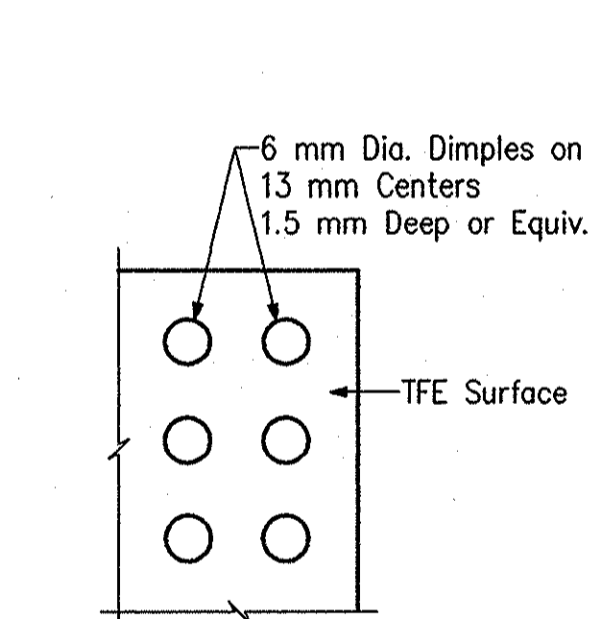 6 mm Dia. Dimples on
13 mm Centers
1.5 mm Deep or Equiv.
TFE Surface